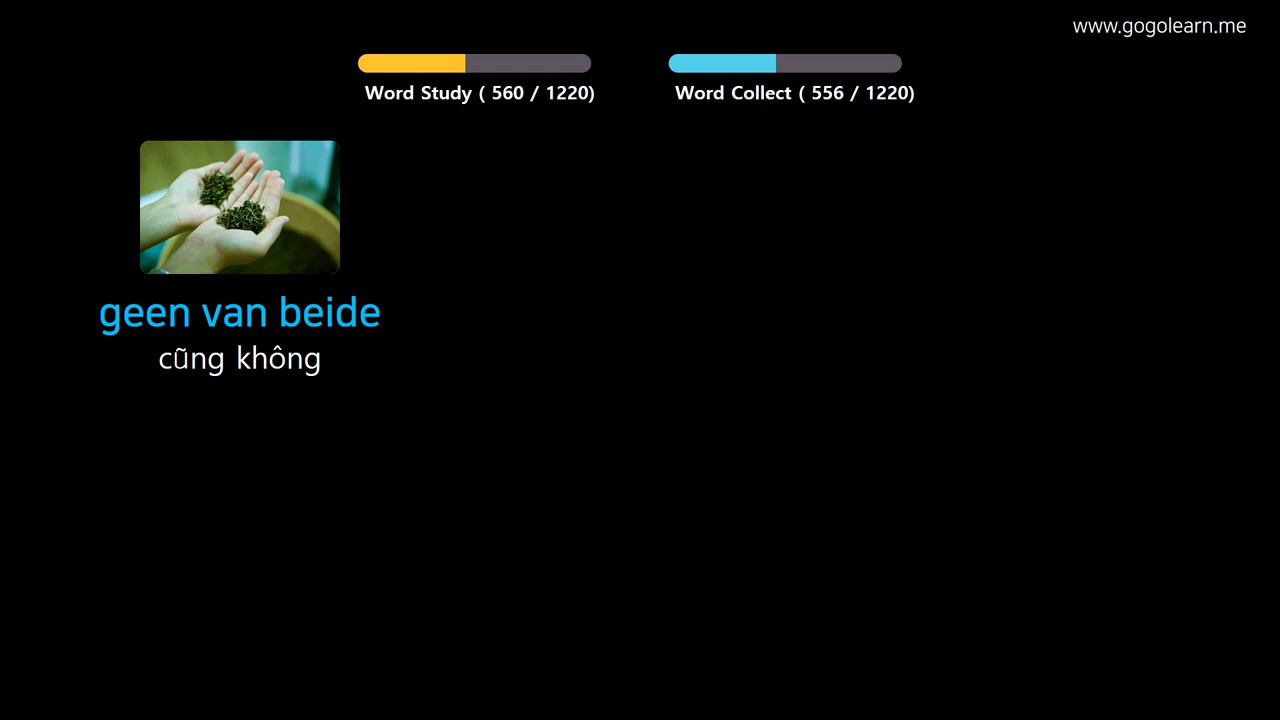 www.gogolearn.me
Word Study ( 560 / 1220)
Word Collect ( 556 / 1220)
geen van beide
cũng không